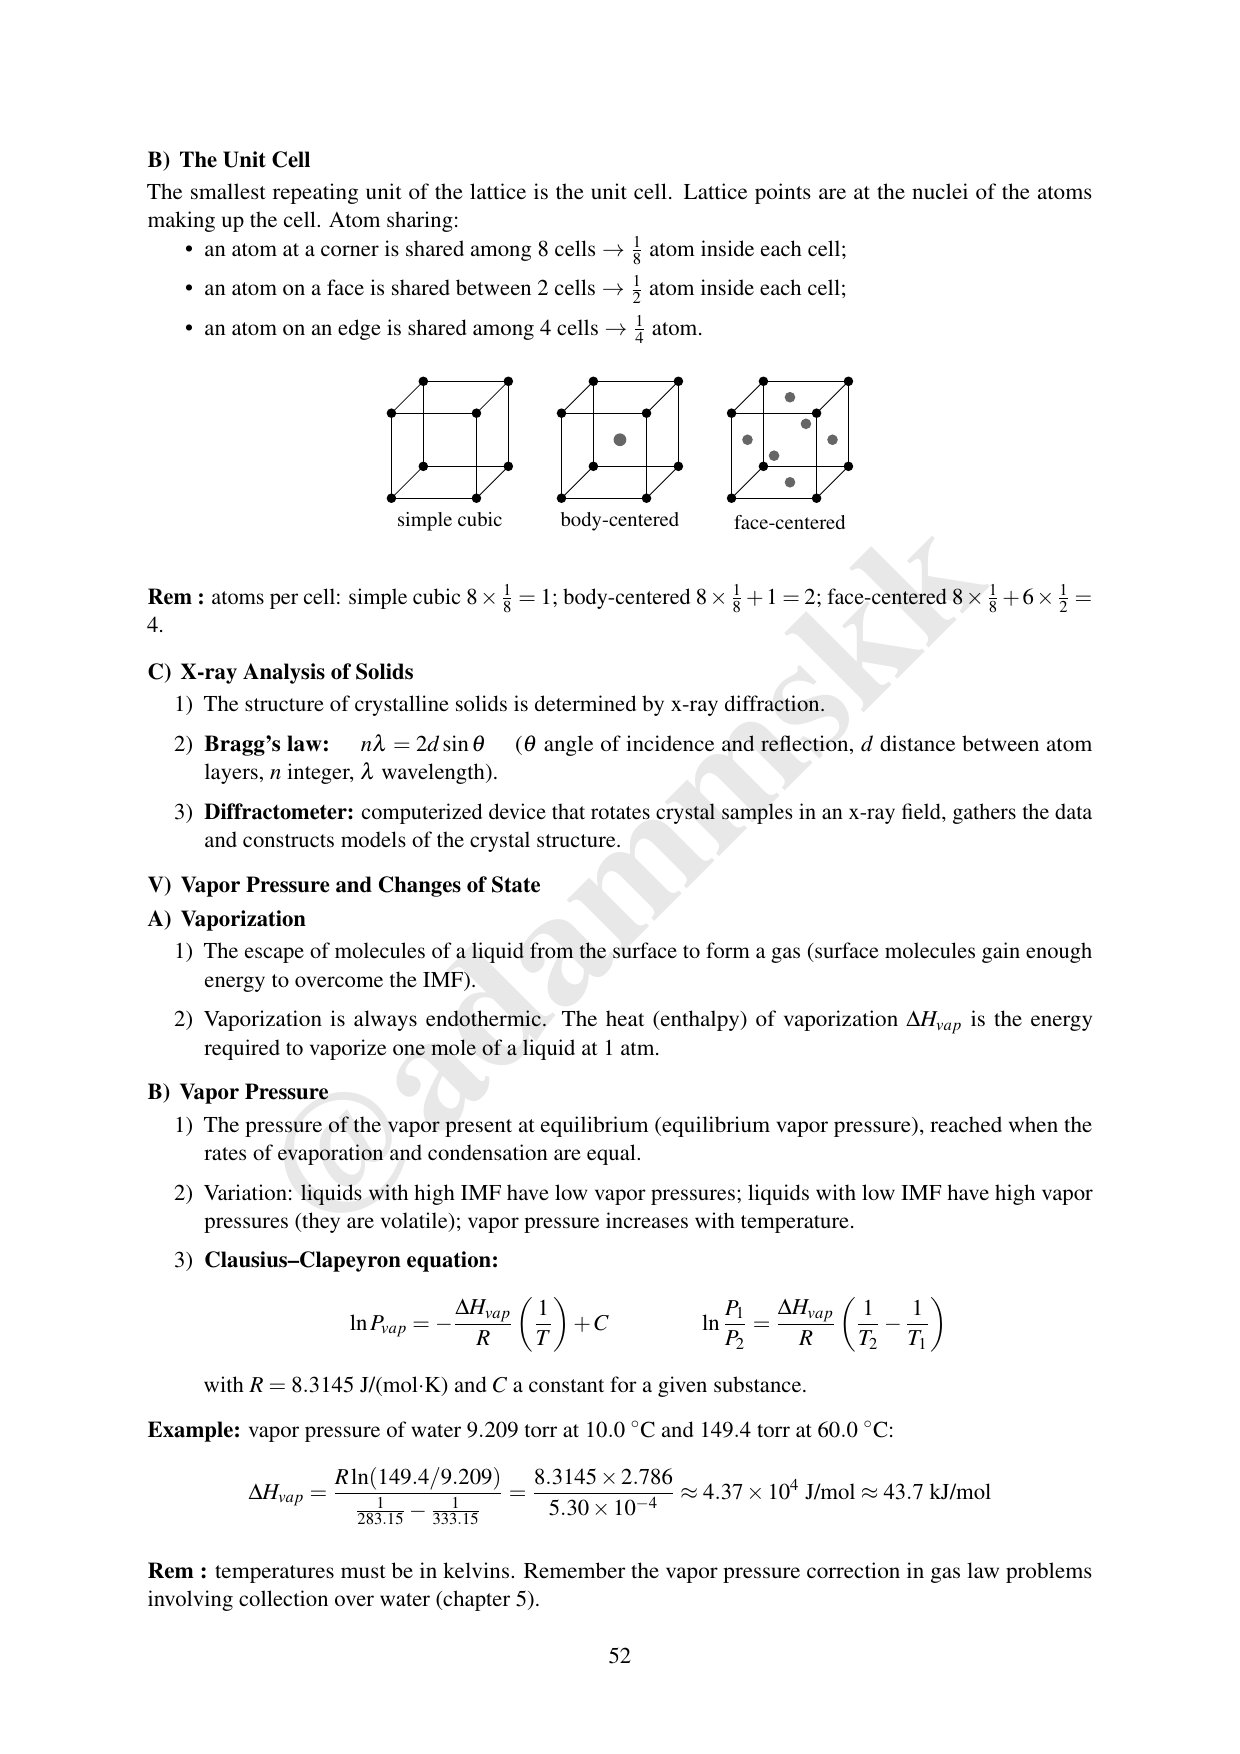 B) The Unit Cell
The smallest repeating unit of the lattice is the unit cell. Lattice points are at the nuclei of the atoms
making up the cell. Atom sharing:
• an atom at a corner is shared among 8 cells → 1/8 atom inside each cell;
• an atom on a face is shared between 2 cells → 1/2 atom inside each cell;
• an atom on an edge is shared among 4 cells → 1/4 atom.
simple cubic body-centered face-centered
Rem : atoms per cell: simple cubic 8 × 1/8 = 1; body-centered 8 × 1/8 + 1 = 2; face-centered 8 × 1/8 + 6 × 1/2 =
4.
C) X-ray Analysis of Solids
1) The structure of crystalline solids is determined by x-ray diffraction.
2) Bragg's law: nλ = 2d sin θ (θ angle of incidence and reflection, d distance between atom
layers, n integer, λ wavelength).
3) Diffractometer: computerized device that rotates crystal samples in an x-ray field, gathers the data
and constructs models of the crystal structure.
V) Vapor Pressure and Changes of State
A) Vaporization
1) The escape of molecules of a liquid from the surface to form a gas (surface molecules gain enough
energy to overcome the IMF).
2) Vaporization is always endothermic. The heat (enthalpy) of vaporization ΔHvap is the energy
required to vaporize one mole of a liquid at 1 atm.
B) Vapor Pressure
1) The pressure of the vapor present at equilibrium (equilibrium vapor pressure), reached when the
rates of evaporation and condensation are equal.
2) Variation: liquids with high IMF have low vapor pressures; liquids with low IMF have high vapor
pressures (they are volatile); vapor pressure increases with temperature.
3) Clausius–Clapeyron equation:
ln Pvap = −ΔHvap/R (1/T) + C ln P1/P2 = ΔHvap/R (1/T2 − 1/T1)
with R = 8.3145 J/(mol·K) and C a constant for a given substance.
Example: vapor pressure of water 9.209 torr at 10.0 °C and 149.4 torr at 60.0 °C:
ΔHvap = R ln(149.4/9.209) / (1/283.15 − 1/333.15) = 8.3145 × 2.786 / 5.30 × 10⁻⁴ ≈ 4.37 × 10⁴ J/mol ≈ 43.7 kJ/mol
Rem : temperatures must be in kelvins. Remember the vapor pressure correction in gas law problems
involving collection over water (chapter 5).
52
@adammskk